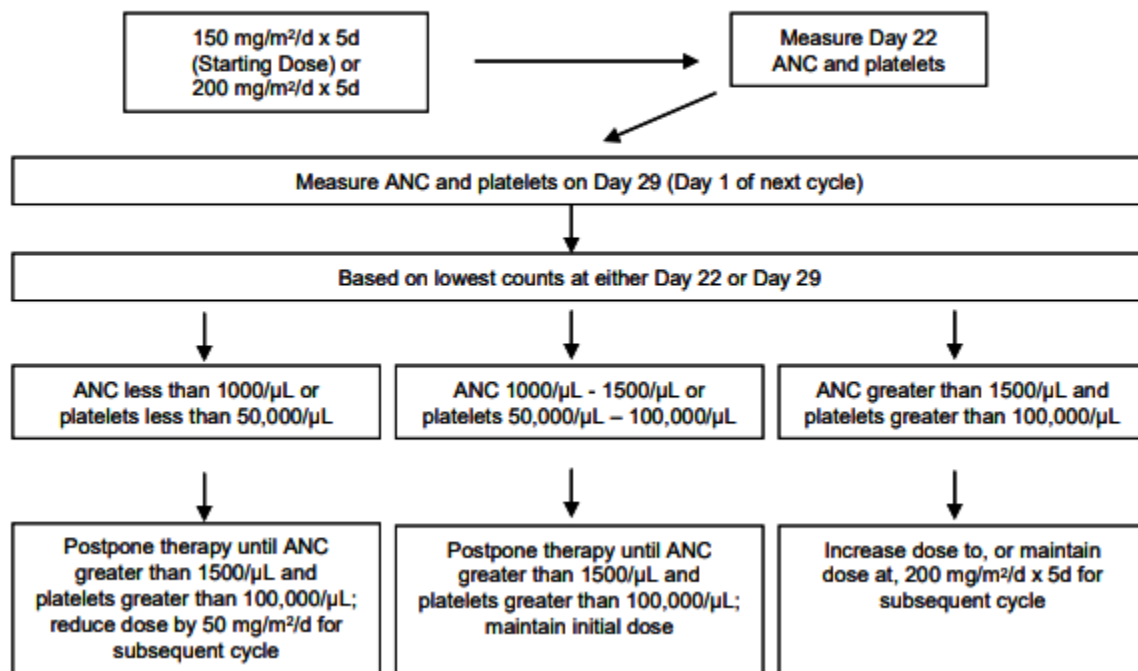 150 mg/m²/d x 5d
(Starting Dose) or
200 mg/m²/d x 5d
Measure Day 22
ANC and platelets
Measure ANC and platelets on Day 29 (Day 1 of next cycle)
Based on lowest counts at either Day 22 or Day 29
ANC less than 1000/µL or
platelets less than 50,000/µL
ANC 1000/µL - 1500/µL or
platelets 50,000/µL – 100,000/µL
ANC greater than 1500/µL and
platelets greater than 100,000/µL
Postpone therapy until ANC
greater than 1500/µL and
platelets greater than 100,000/µL;
reduce dose by 50 mg/m²/d for
subsequent cycle
Postpone therapy until ANC
greater than 1500/µL and
platelets greater than 100,000/µL;
maintain initial dose
Increase dose to, or maintain
dose at, 200 mg/m²/d x 5d for
subsequent cycle